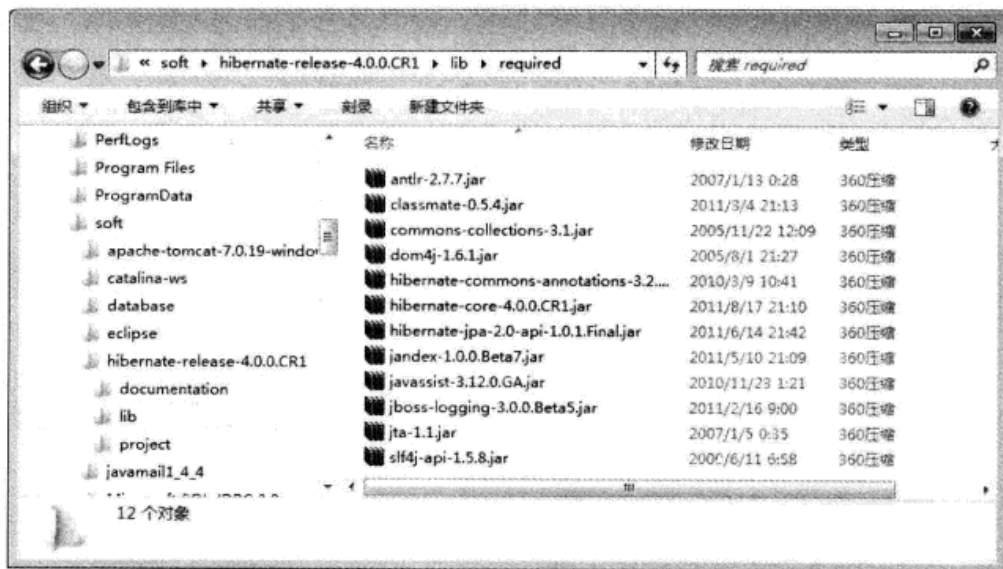 « soft ▸ hibernate-release-4.0.0.CR1 ▸ lib ▸ required
搜索 required
组织 包含到库中 共享 刻录 新建文件夹
PerfLogs
Program Files
ProgramData
soft
apache-tomcat-7.0.19-window
catalina-ws
database
eclipse
hibernate-release-4.0.0.CR1
documentation
lib
project
javamail1_4_4
名称 修改日期 类型
antlr-2.7.7.jar 2007/1/13 0:28 360压缩
classmate-0.5.4.jar 2011/3/4 21:13 360压缩
commons-collections-3.1.jar 2005/11/22 12:09 360压缩
dom4j-1.6.1.jar 2005/8/1 21:27 360压缩
hibernate-commons-annotations-3.2.... 2010/3/9 10:41 360压缩
hibernate-core-4.0.0.CR1.jar 2011/8/17 21:10 360压缩
hibernate-jpa-2.0-api-1.0.1.Final.jar 2011/6/14 21:42 360压缩
jandex-1.0.0.Beta7.jar 2011/5/10 21:09 360压缩
javassist-3.12.0.GA.jar 2010/11/23 1:21 360压缩
jboss-logging-3.0.0.Beta5.jar 2011/2/16 9:00 360压缩
jta-1.1.jar 2007/1/5 0:35 360压缩
slf4j-api-1.5.8.jar 6:58 360压缩
12 个对象